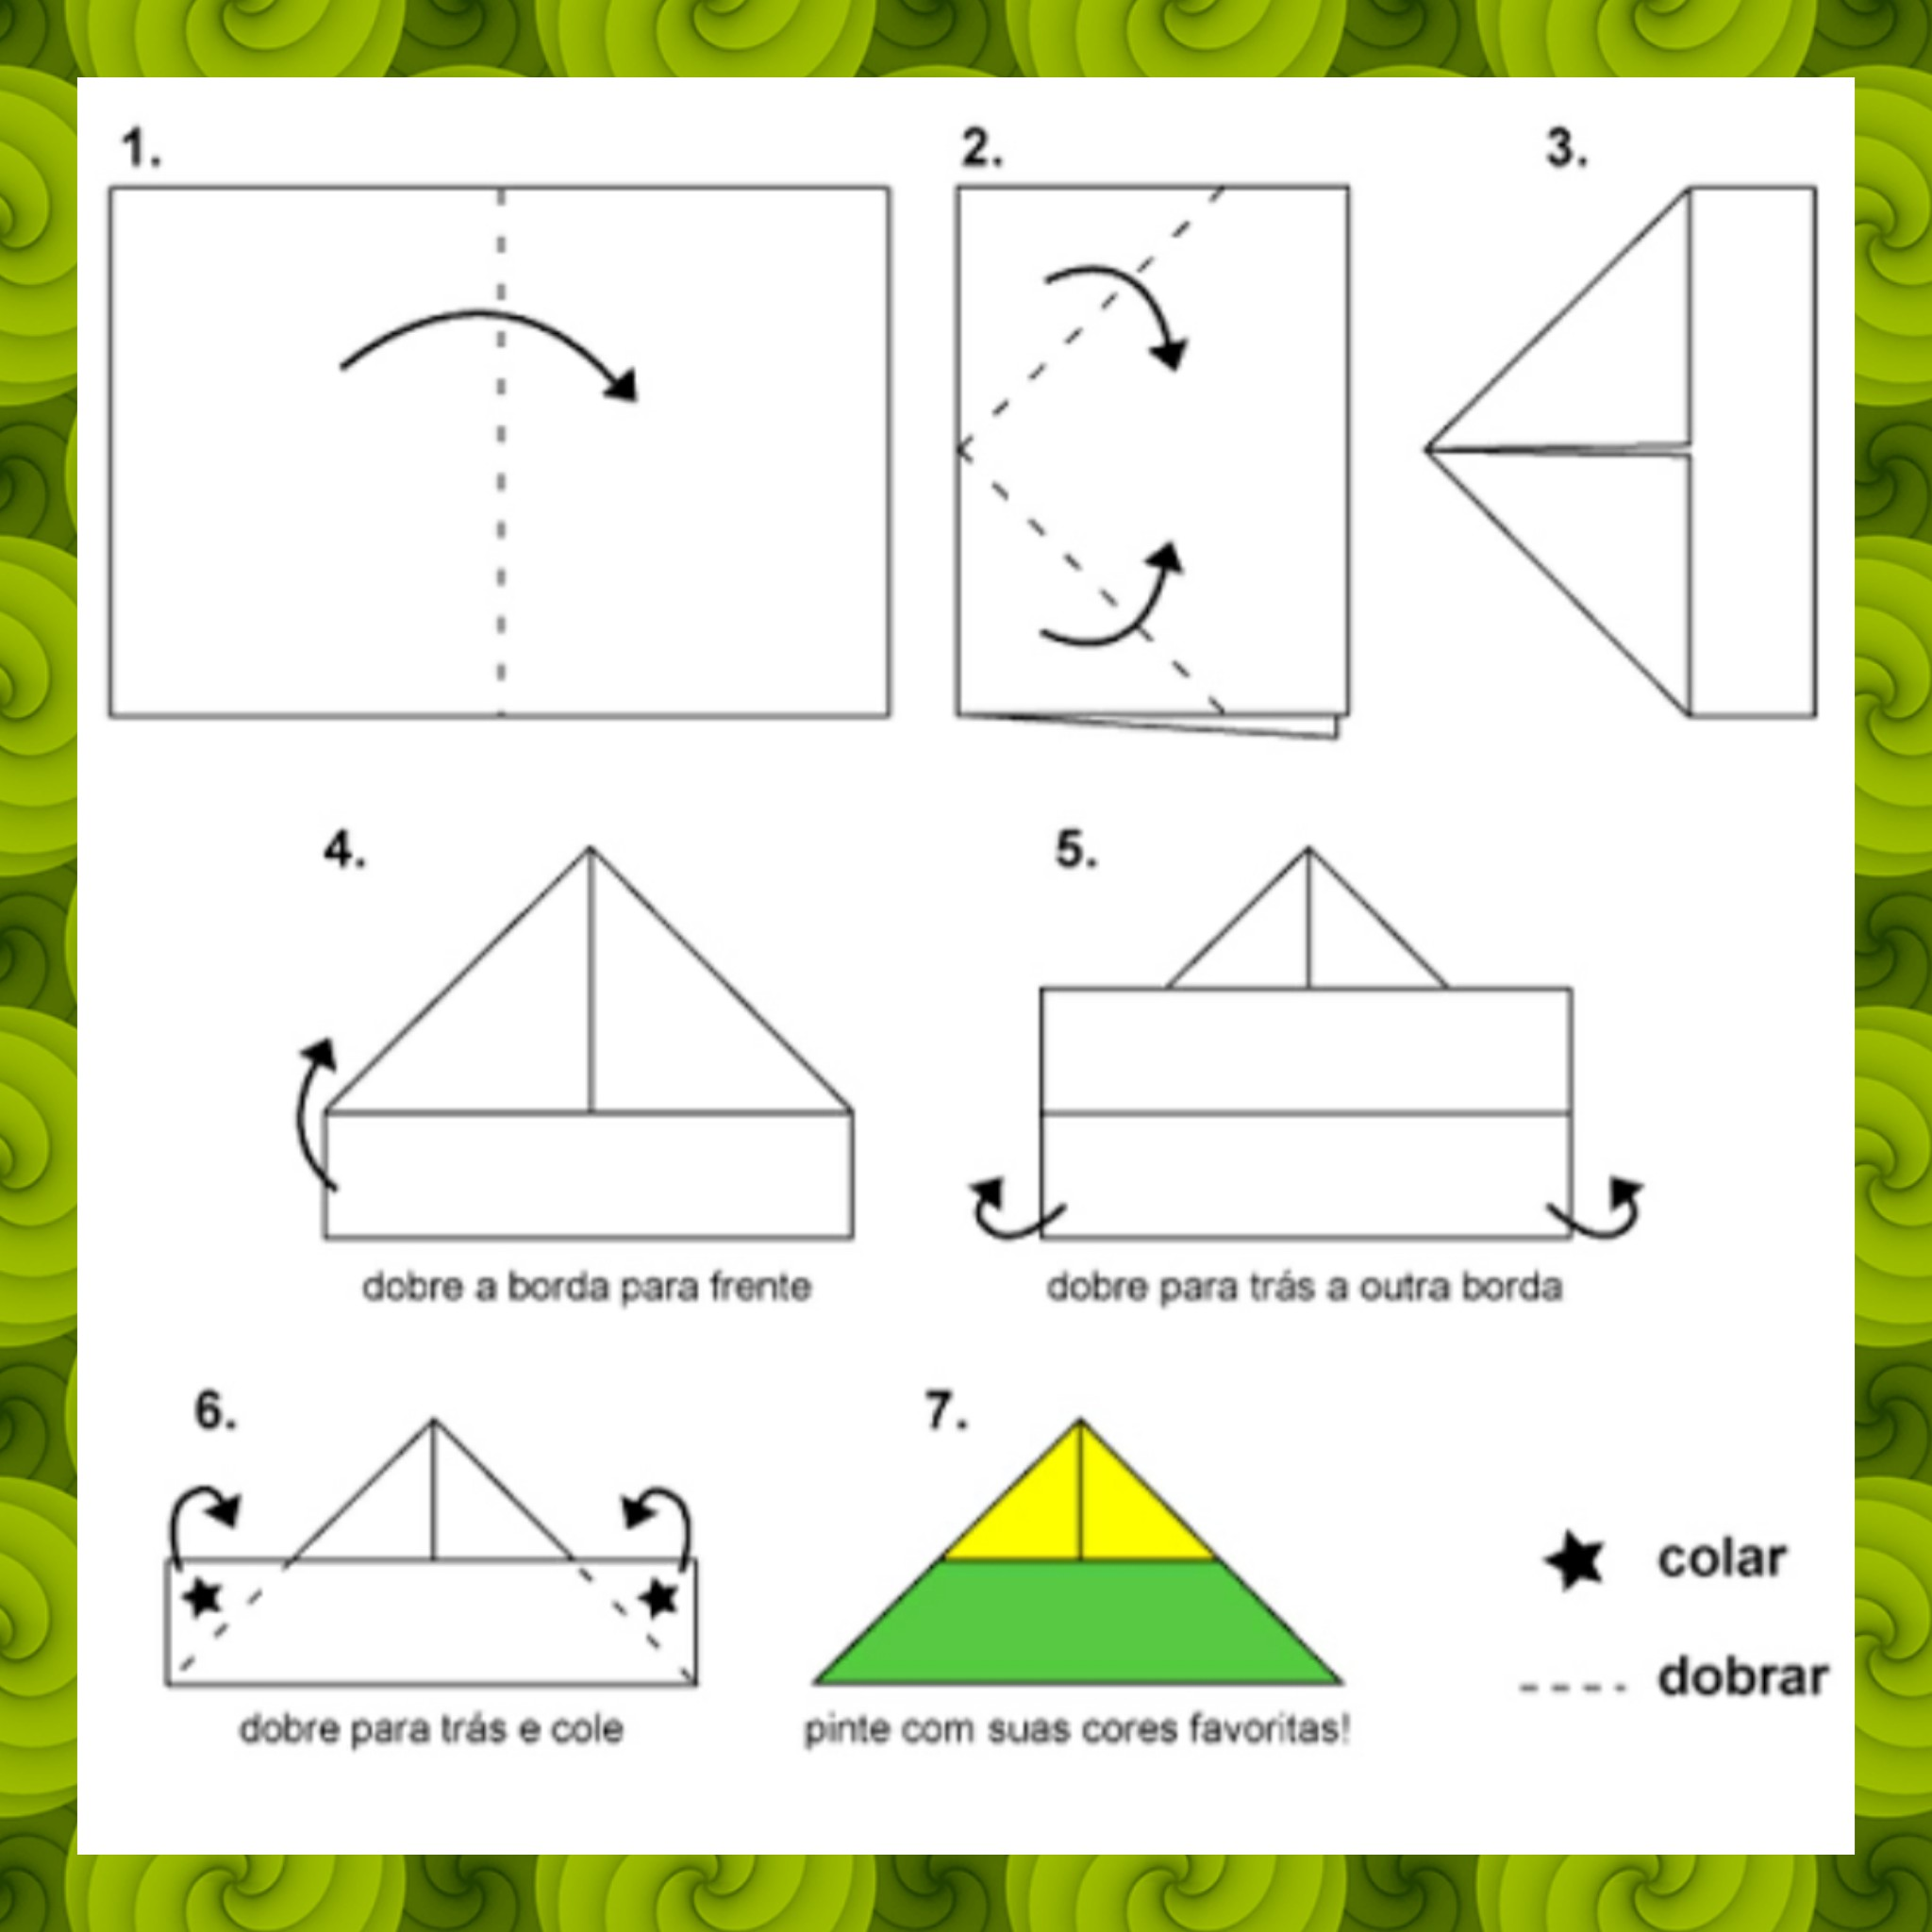 1.
2.
3.
4.
5.
dobre a borda para frente
dobre para trás a outra borda
6.
7.
colar
dobrar
dobre para trás e cole
pinte com suas cores favoritas!